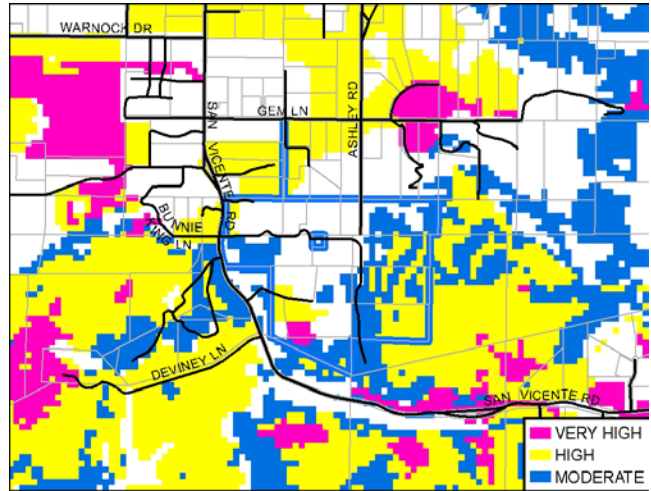 WARNOCK DR
SAN VICENTE RD
GEM LN
ASHLEY RD
BUNNIE
KING LN
DEVINEY LN
SAN VICENTE RD
VERY HIGH
HIGH
MODERATE